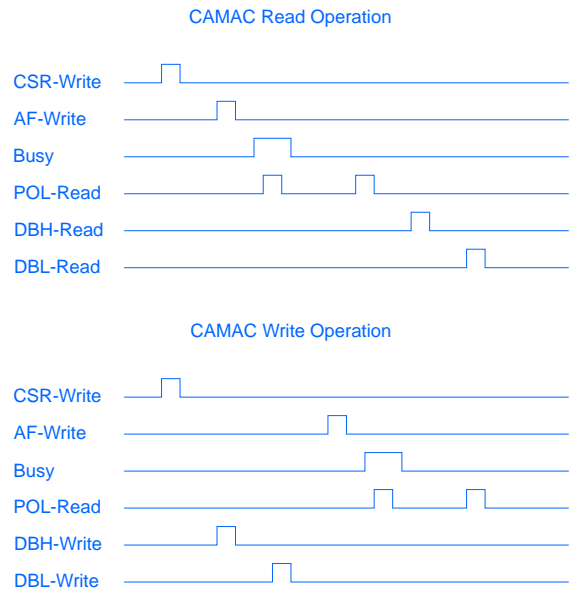 CAMAC Read Operation
CSR-Write
AF-Write
Busy
POL-Read
DBH-Read
DBL-Read
CAMAC Write Operation
CSR-Write
AF-Write
Busy
POL-Read
DBH-Write
DBL-Write